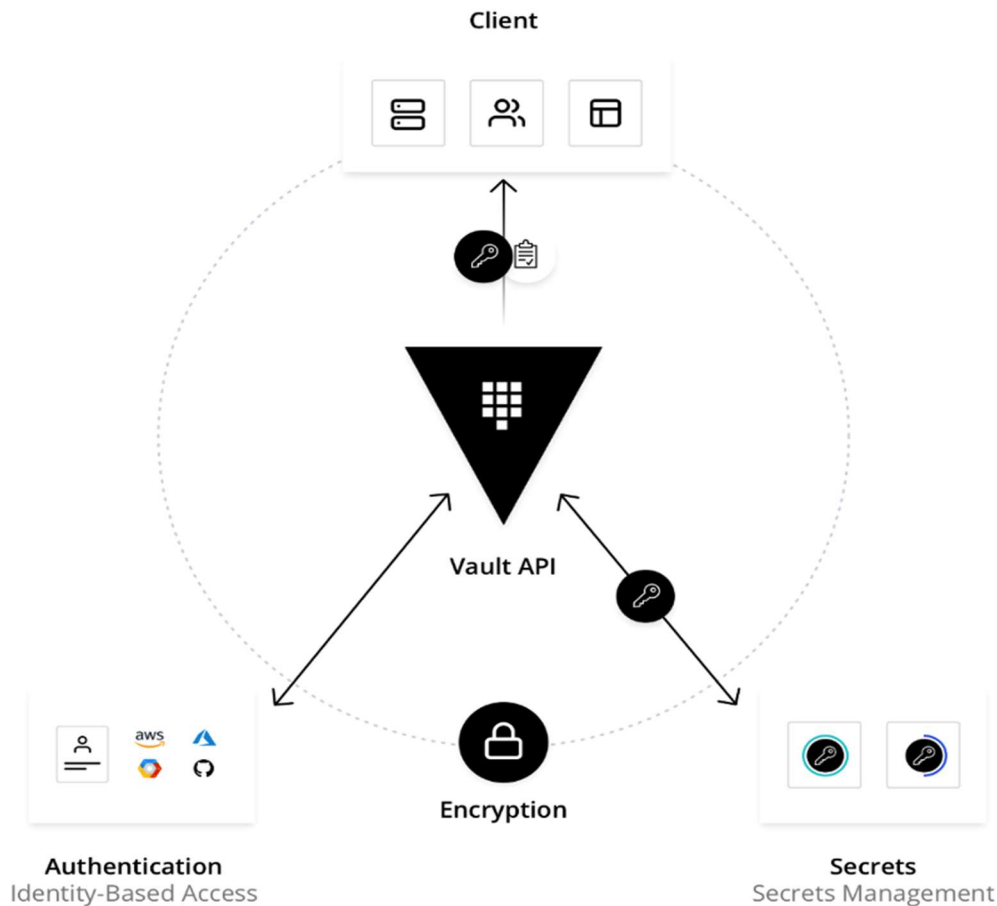 Client
Vault API
aws
Encryption
Authentication
Identity-Based Access
Secrets
Secrets Management